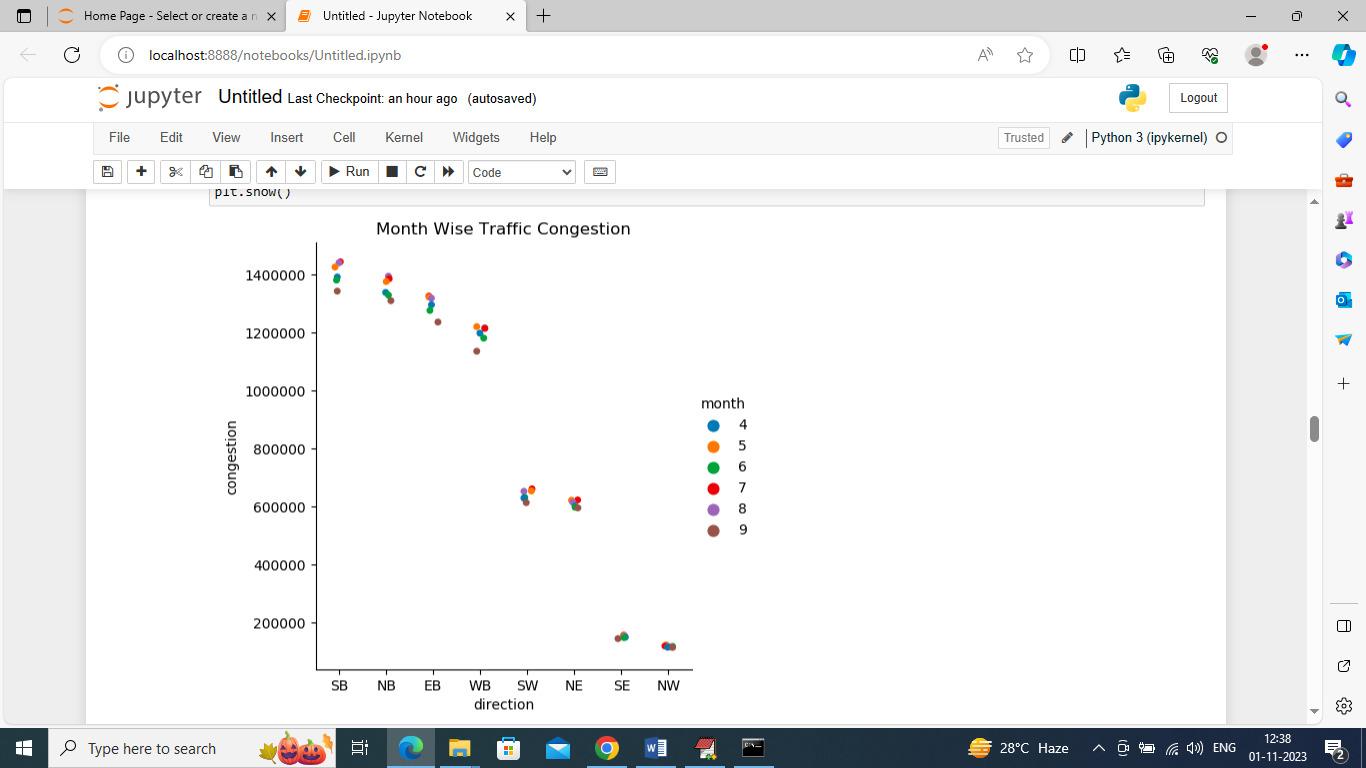 Home Page - Select or create a n
Untitled - Jupyter Notebook
localhost:8888/notebooks/Untitled.ipynb
jupyter Untitled Last Checkpoint: an hour ago (autosaved)
Logout
File Edit View Insert Cell Kernel Widgets Help
Trusted Python 3 (ipykernel)
Run Code
plt.show()
Month Wise Traffic Congestion
1400000
1200000
1000000
800000
600000
400000
200000
congestion
SB NB EB WB SW NE SE NW
direction
month
4
5
6
7
8
9
Type here to search
28°C Haze
ENG
12:38
01-11-2023
2